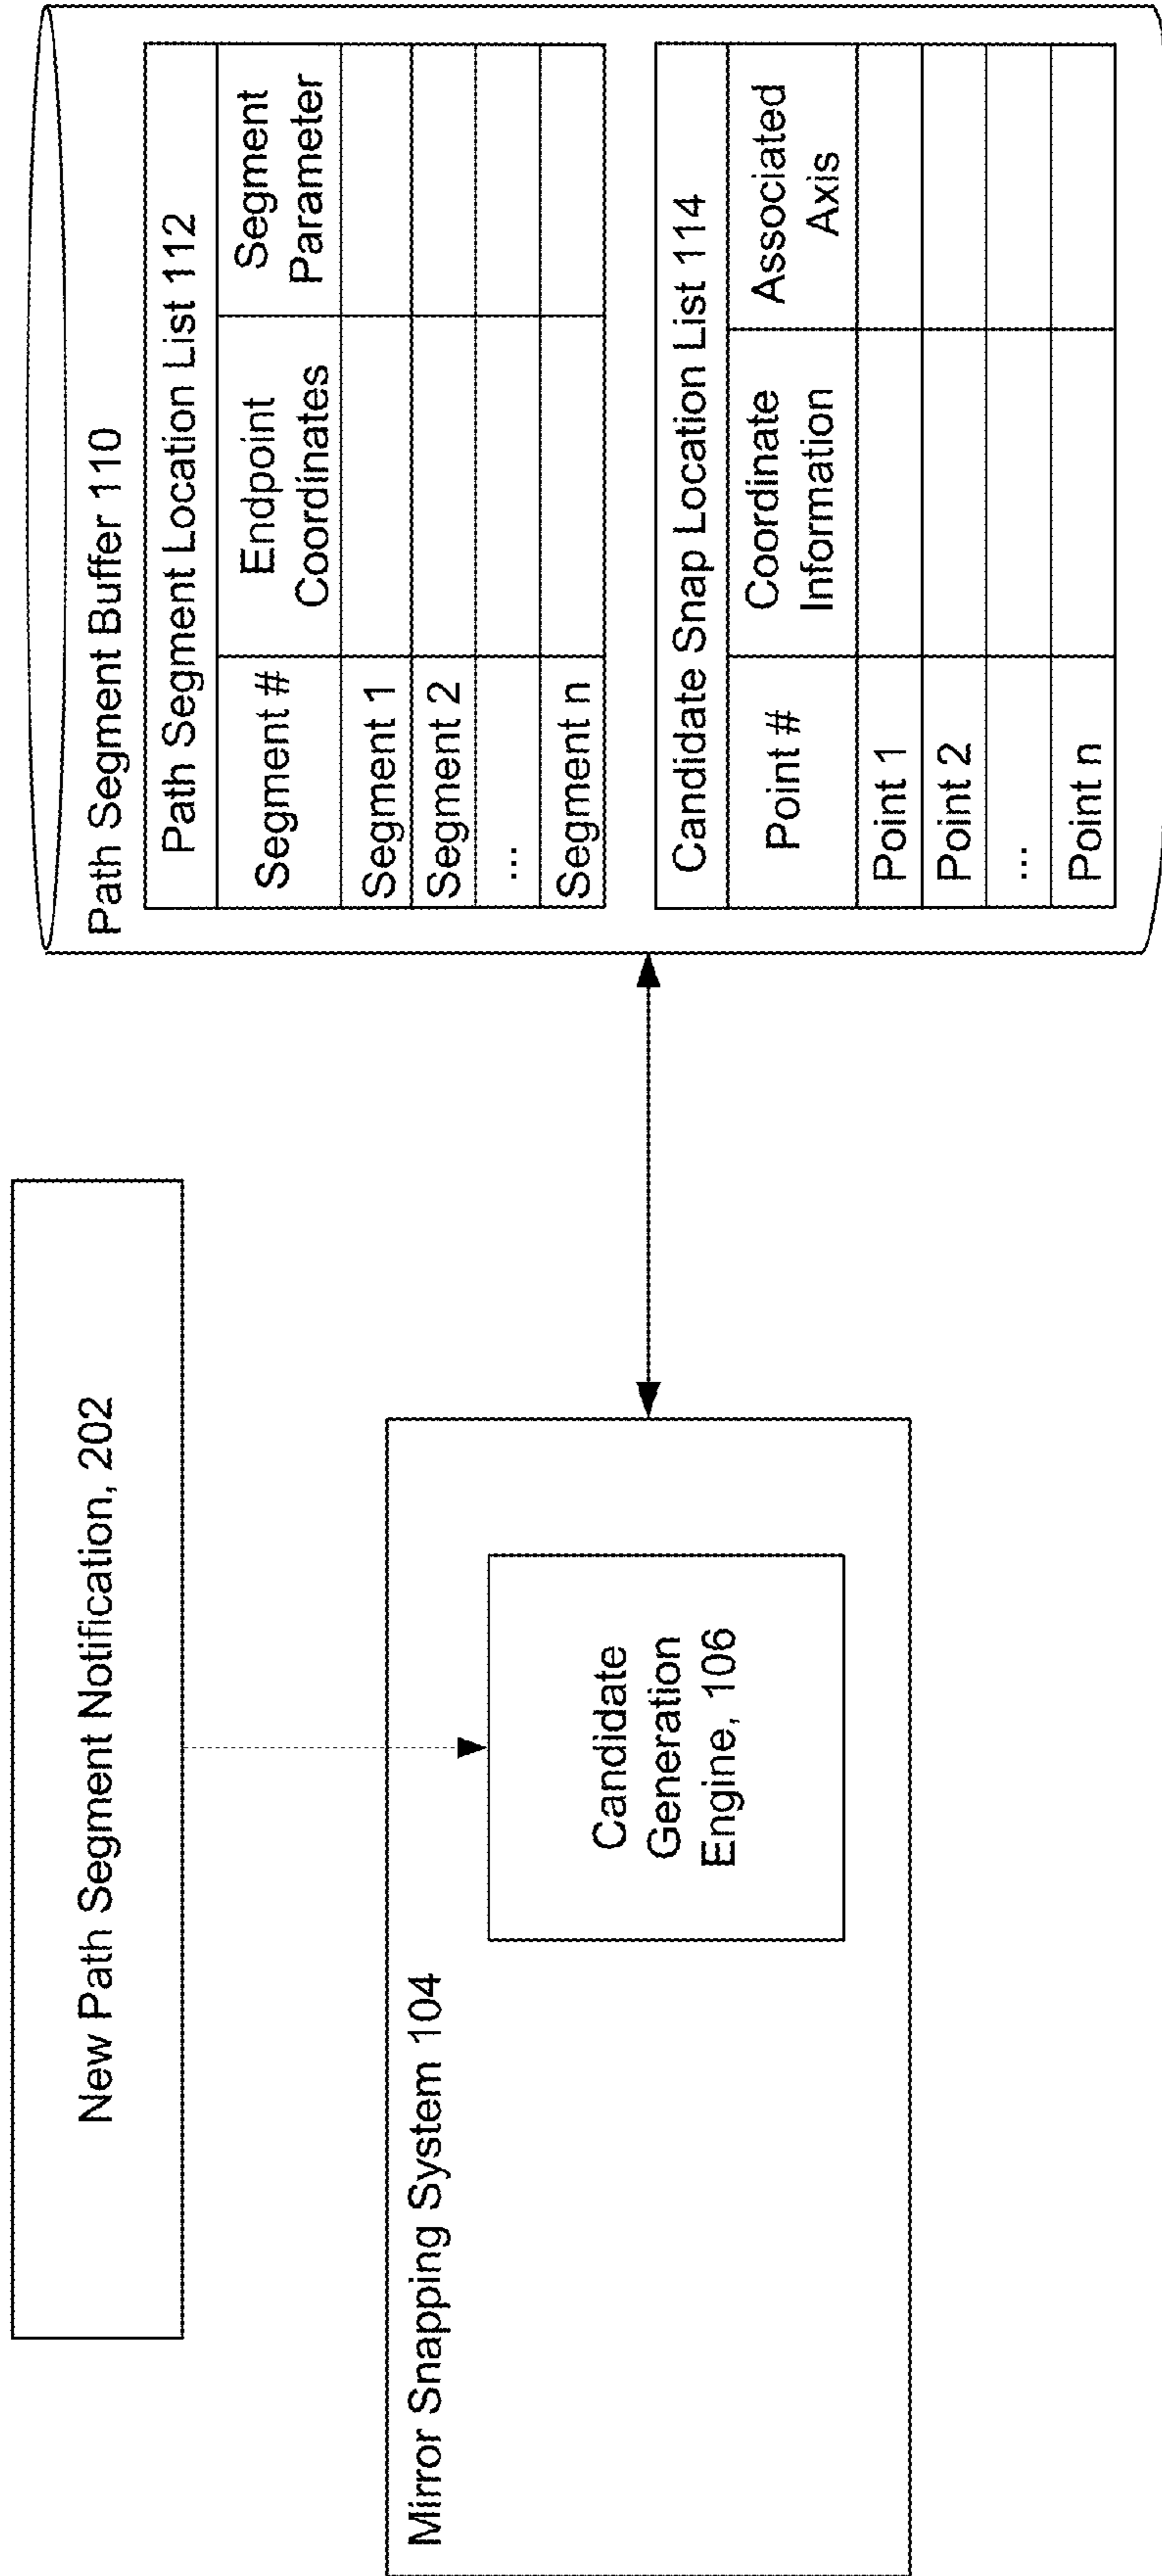 New Path Segment Notification, 202
Mirror Snapping System 104
Candidate
Generation
Engine, 106
Path Segment Buffer 110
Path Segment Location List 112
Segment #
Endpoint
Coordinates
Segment
Parameter
Segment 1
Segment 2
...
Segment n
Candidate Snap Location List 114
Point #
Coordinate
Information
Associated
Axis
Point 1
Point 2
...
Point n